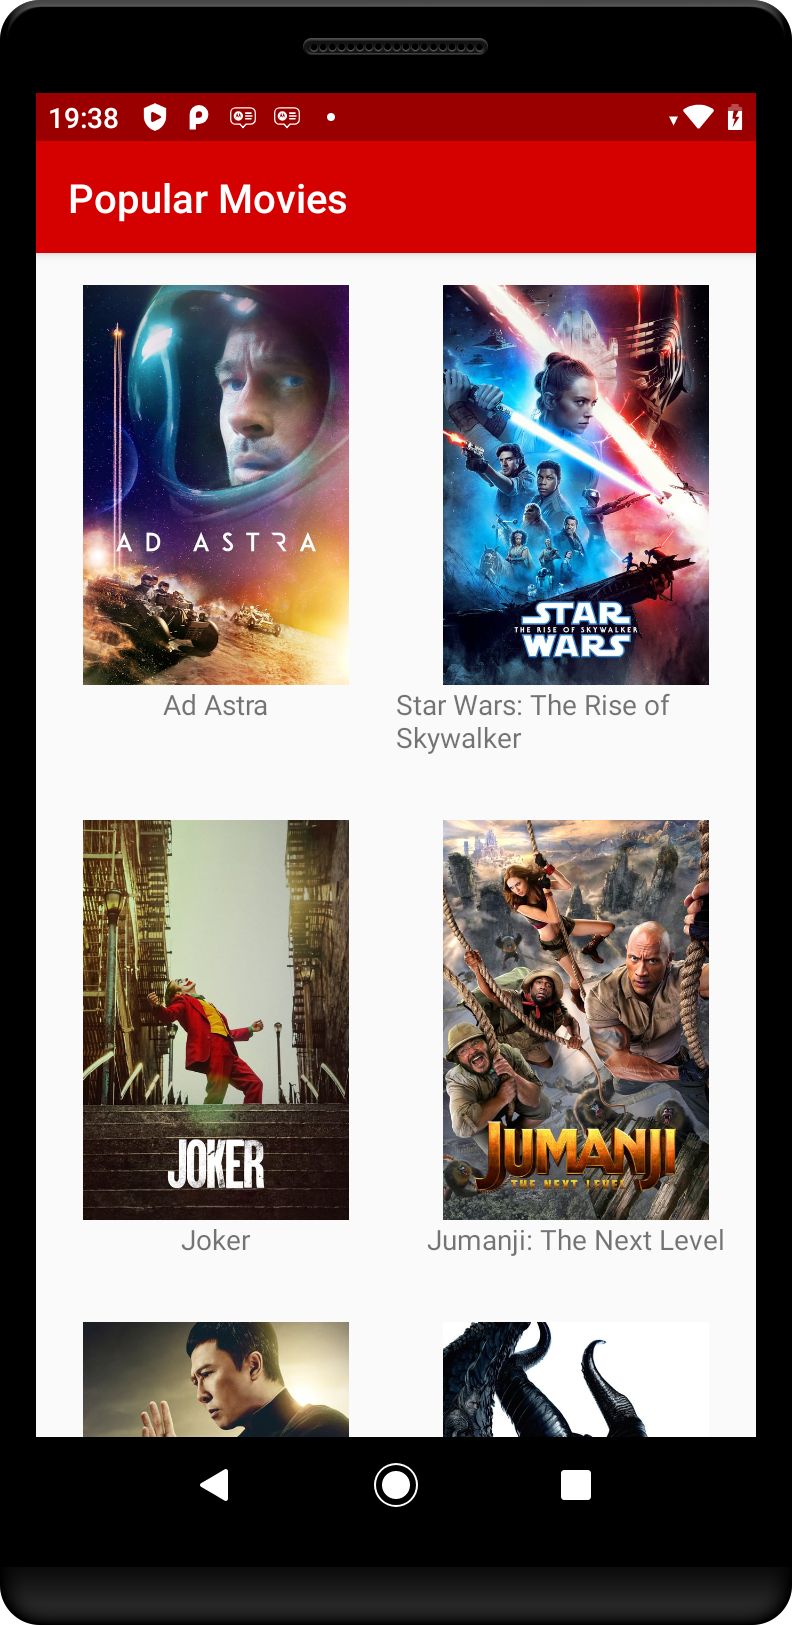 19:38
Popular Movies
AD ASTRA
STAR
THE RISE OF SKYWALKER
WARS
Ad Astra
Star Wars: The Rise of
Skywalker
JOKER
JUMANJI
THE NEXT LEVEL
Joker
Jumanji: The Next Level